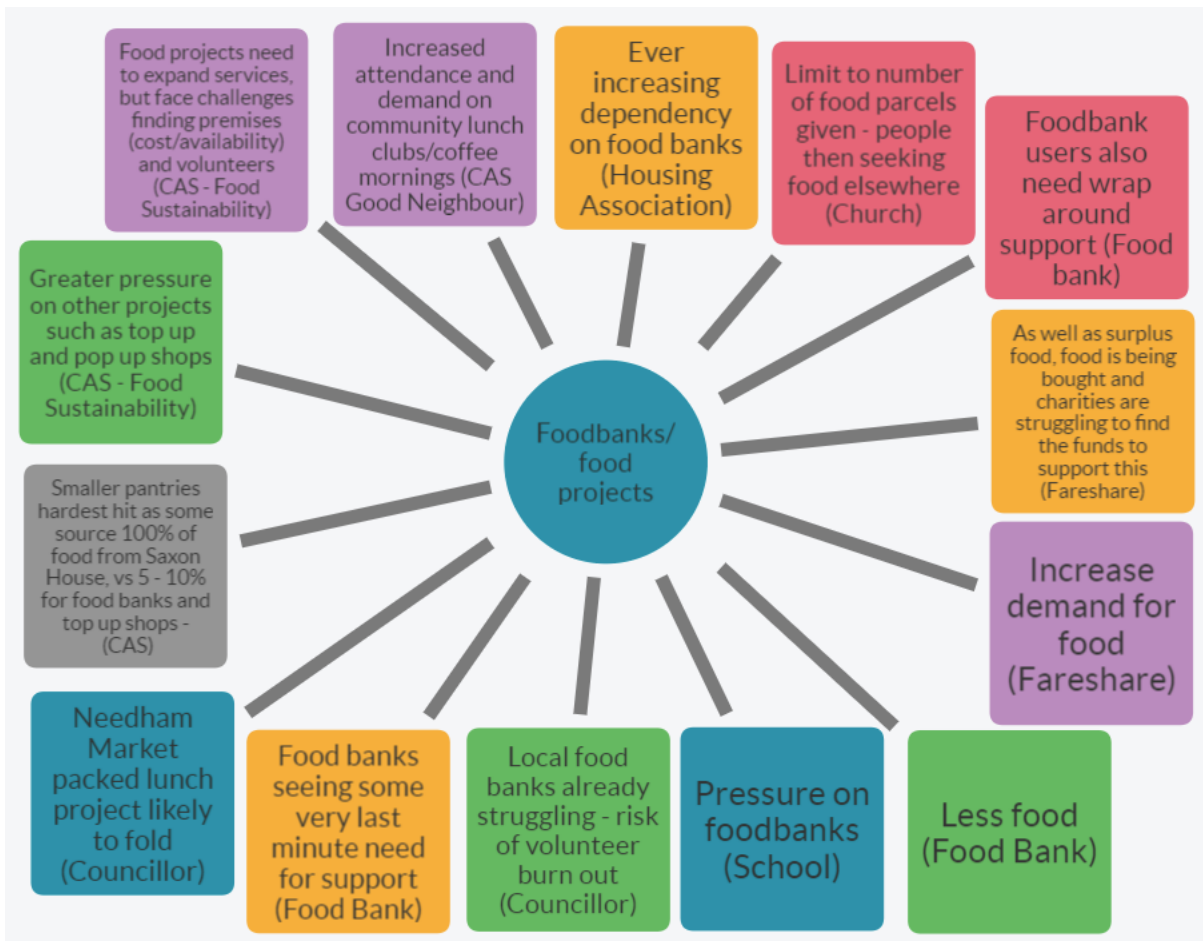 Food projects need
to expand services,
but face challenges
finding premises
(cost/availability)
and volunteers
(CAS - Food
Sustainability)
Increased
attendance and
demand on
community lunch
clubs/coffee
mornings (CAS
Good Neighbour)
Ever
increasing
dependency
on food banks
(Housing
Association)
Limit to number
of food parcels
given - people
then seeking
food elsewhere
(Church)
Foodbank
users also
need wrap
around
support (Food
bank)
Greater pressure
on other projects
such as top up
and pop up shops
(CAS - Food
Sustainability)
As well as surplus
food, food is being
bought and
charities are
struggling to find
the funds to
support this
(Fareshare)
Foodbanks/
food
projects
Smaller pantries
hardest hit as some
source 100% of
food from Saxon
House, vs 5 - 10%
for food banks and
top up shops -
(CAS)
Increase
demand for
food
(Fareshare)
Needham
Market
packed lunch
project likely
to fold
(Councillor)
Food banks
seeing some
very last
minute need
for support
(Food Bank)
Local food
banks already
struggling - risk
of volunteer
burn out
(Councillor)
Pressure on
foodbanks
(School)
Less food
(Food Bank)